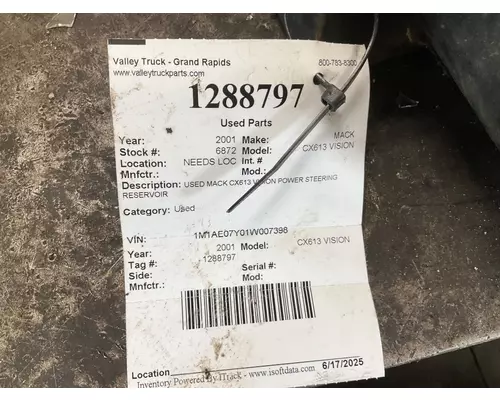 Valley Truck - Grand Rapids 800-783-8300
www.valleytruckparts.com
1288797
Used Parts
Year: 2001 Make: MACK
Stock #: 6872 Model: CX613 VISION
Location: NEEDS LOC Int. #
Mnfctr.: Mod.:
Description: USED MACK CX613 VISION POWER STEERING
RESERVOIR
Category: Used
VIN: 1M1AE07Y01W007398
Year: 2001 Model: CX613 VISION
Tag #: 1288797
Side: Serial #:
Mnfctr.: Mod:
Location
Inventory Powered By ITrack - www.isoftdata.com 6/17/2025